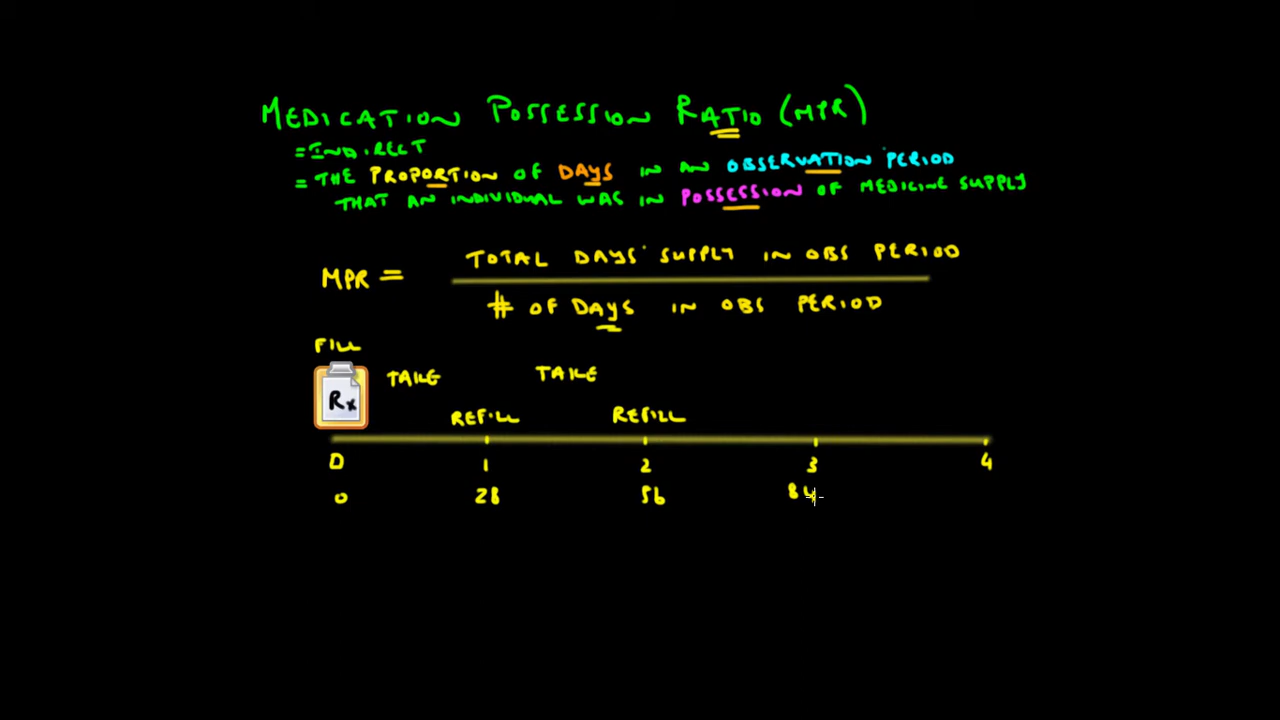 MEDICATION POSSESSION RATIO (MPR)
= INDIRECT
= THE PROPORTION OF DAYS IN AN OBSERVATION PERIOD
THAT AN INDIVIDUAL WAS IN POSSESSION OF MEDICINE SUPPLY
TOTAL DAYS' SUPPLY IN OBS PERIOD
MPR =
# OF DAYS IN OBS PERIOD
FILL
TAKE TAKE
Rx
REFILL REFILL
0 1 2 3 4
0 28 56 84